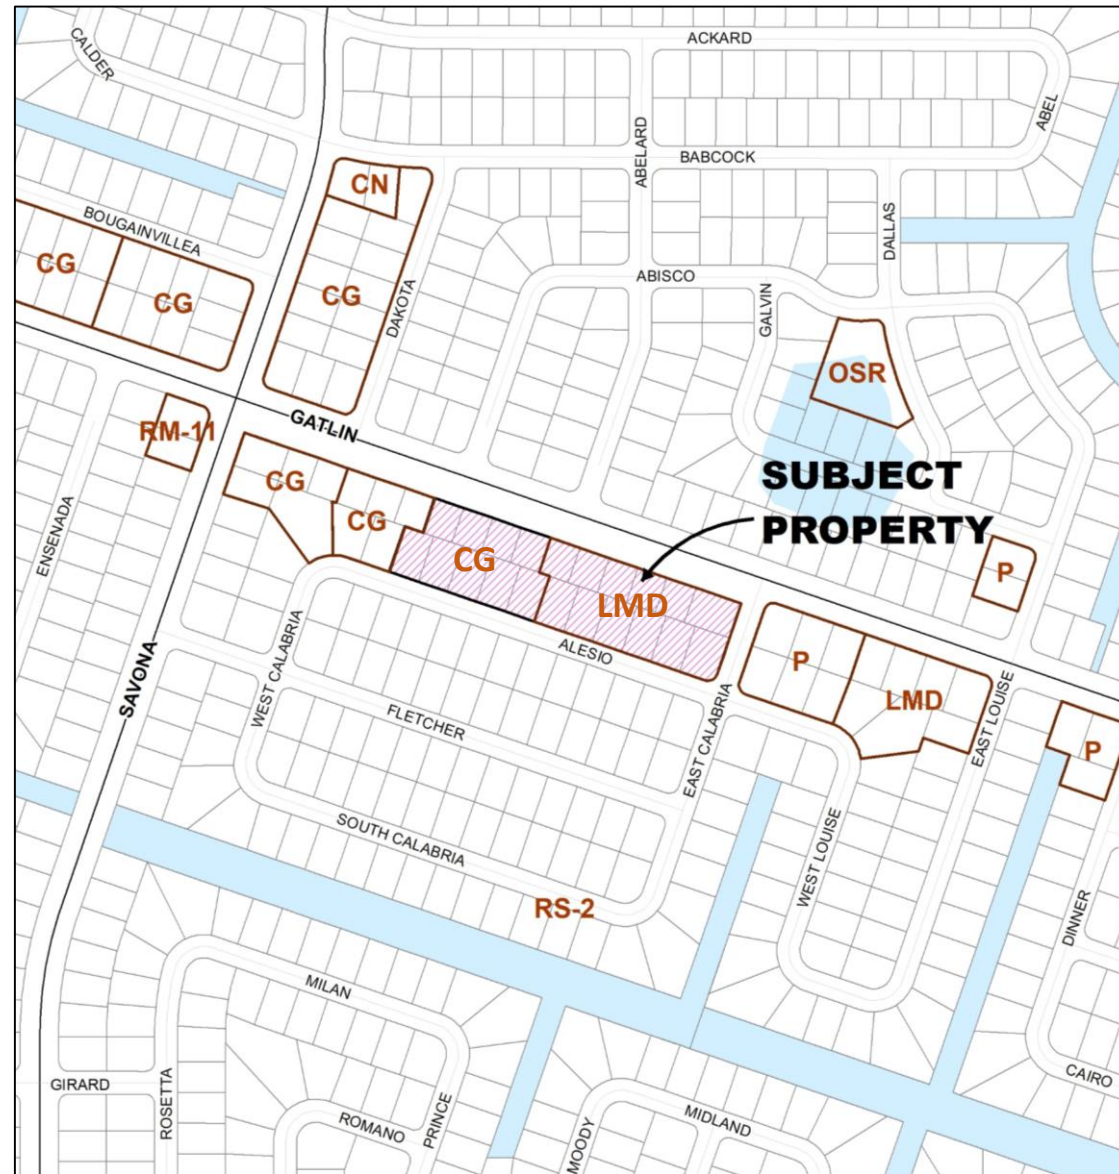 ACKARD
CALDER
ABEL
ABELARD
BABCOCK
CN
DALLAS
BOUGAINVILLEA
CG
CG
CG
ABISCO
DAKOTA
GALVIN
OSR
GATLIN
RM-11
SUBJECT
PROPERTY
CG
CG
CG
LMD
P
ENSENADA
ALESIO
P
LMD
WEST CALABRIA
SAVONA
FLETCHER
EAST CALABRIA
EAST LOUISE
P
SOUTH CALABRIA
WEST LOUISE
RS-2
DINNER
MILAN
GIRARD
ROSETTA
ROMANO
PRINCE
MOODY
MIDLAND
CAIRO